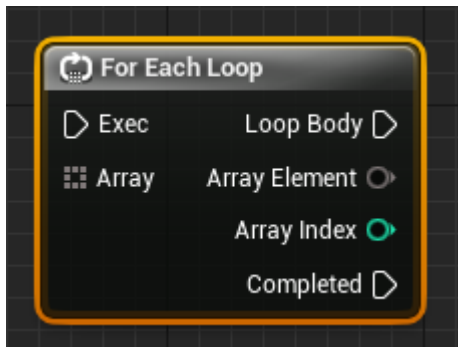 For Each Loop
Exec Loop Body
Array Array Element
Array Index
Completed